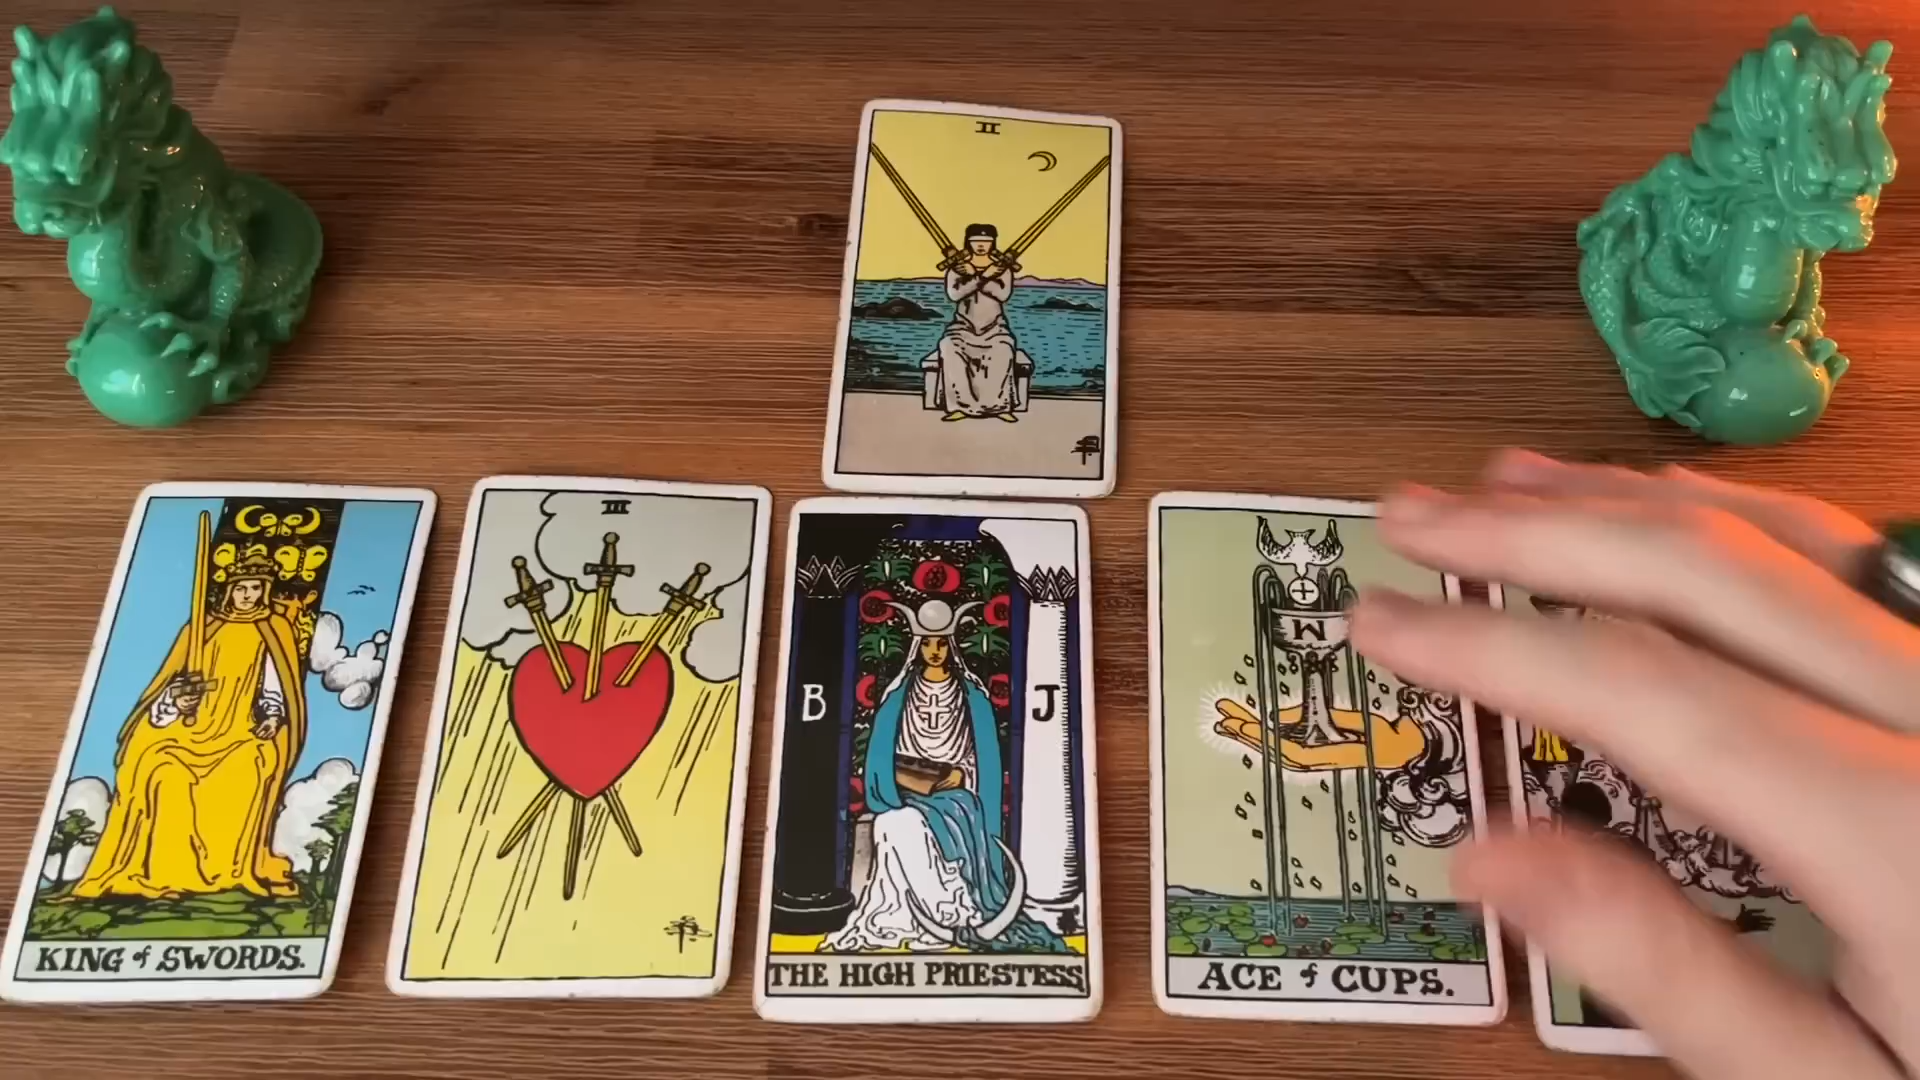 II
III
B
J
W
KING of SWORDS.
THE HIGH PRIESTESS
ACE of CUPS.